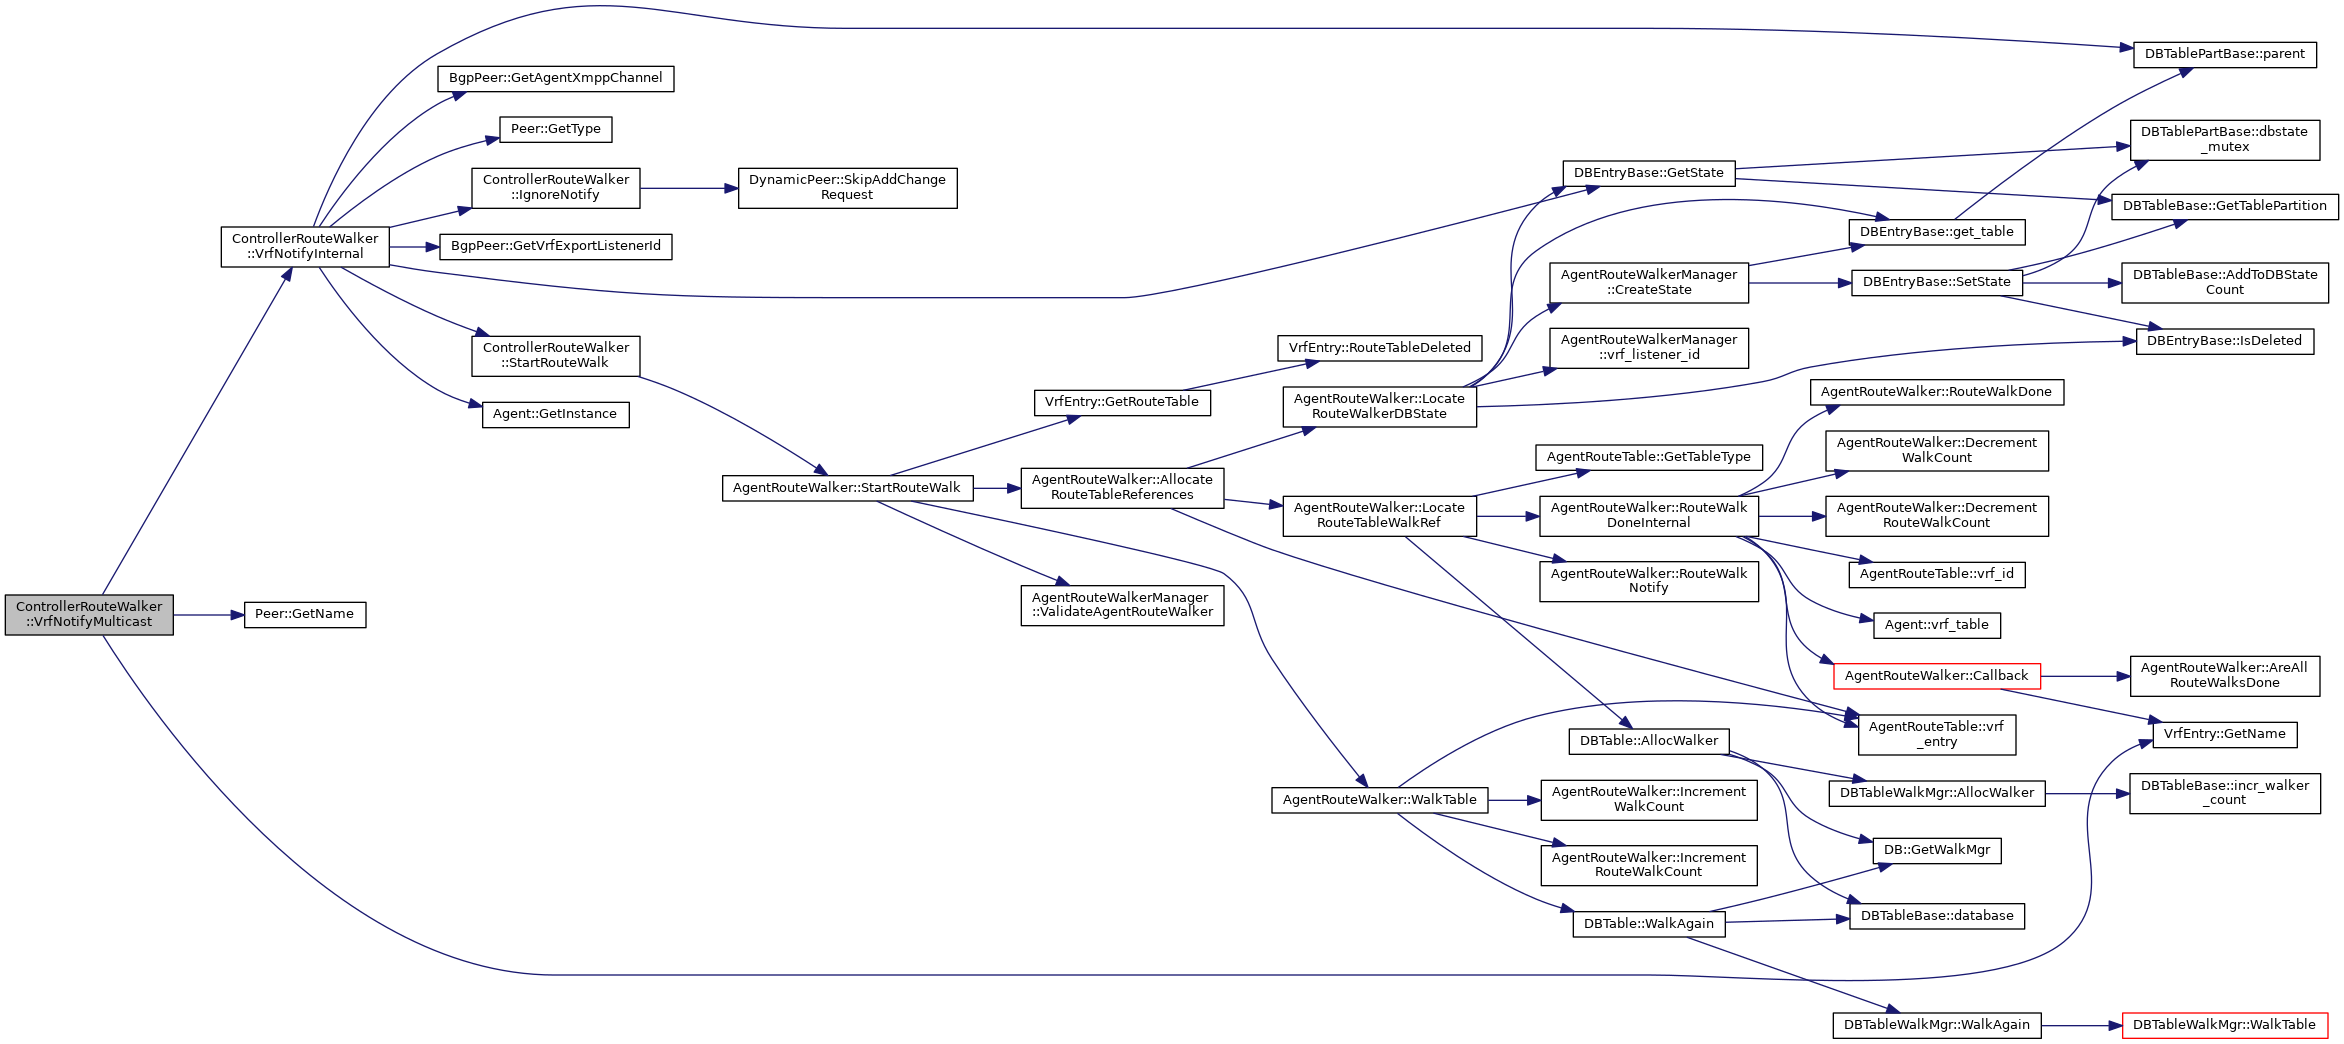 ControllerRouteWalker
::VrfNotifyMulticast
ControllerRouteWalker
::VrfNotifyInternal
Peer::GetName
BgpPeer::GetAgentXmppChannel
Peer::GetType
ControllerRouteWalker
::IgnoreNotify
BgpPeer::GetVrfExportListenerId
ControllerRouteWalker
::StartRouteWalk
Agent::GetInstance
DynamicPeer::SkipAddChange
Request
AgentRouteWalker::StartRouteWalk
VrfEntry::GetRouteTable
AgentRouteWalker::Allocate
RouteTableReferences
AgentRouteWalkerManager
::ValidateAgentRouteWalker
VrfEntry::RouteTableDeleted
AgentRouteWalker::Locate
RouteWalkerDBState
AgentRouteWalker::Locate
RouteTableWalkRef
AgentRouteWalker::WalkTable
DBEntryBase::GetState
AgentRouteWalkerManager
::CreateState
AgentRouteWalkerManager
::vrf_listener_id
AgentRouteTable::GetTableType
AgentRouteWalker::RouteWalk
DoneInternal
AgentRouteWalker::RouteWalk
Notify
DBTable::AllocWalker
AgentRouteWalker::Increment
WalkCount
AgentRouteWalker::Increment
RouteWalkCount
DBTable::WalkAgain
DBEntryBase::get_table
DBEntryBase::SetState
AgentRouteWalker::RouteWalkDone
AgentRouteWalker::Decrement
WalkCount
AgentRouteWalker::Decrement
RouteWalkCount
AgentRouteTable::vrf_id
Agent::vrf_table
AgentRouteWalker::Callback
AgentRouteTable::vrf
_entry
DBTableWalkMgr::AllocWalker
DB::GetWalkMgr
DBTableBase::database
DBTableWalkMgr::WalkAgain
DBTablePartBase::parent
DBTablePartBase::dbstate
_mutex
DBTableBase::GetTablePartition
DBTableBase::AddToDBState
Count
DBEntryBase::IsDeleted
AgentRouteWalker::AreAll
RouteWalksDone
VrfEntry::GetName
DBTableBase::incr_walker
_count
DBTableWalkMgr::WalkTable